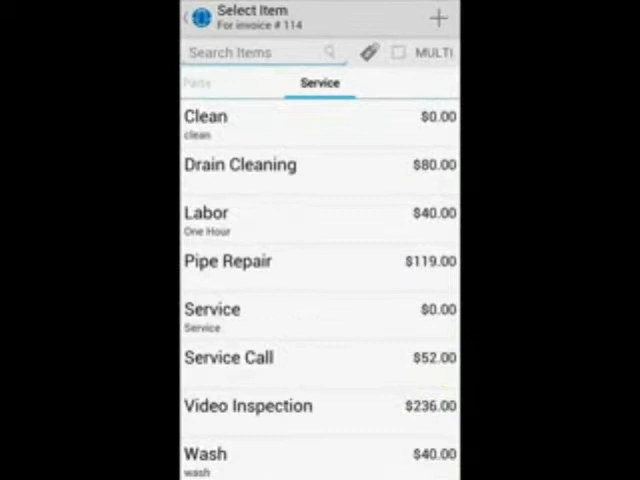 Select Item
For invoice # 114
Search Items
MULTI
Parts
Service
Clean $0.00
clean
Drain Cleaning $80.00
Labor $40.00
One Hour
Pipe Repair $119.00
Service $0.00
Service
Service Call $52.00
Video Inspection $236.00
Wash $40.00
wash